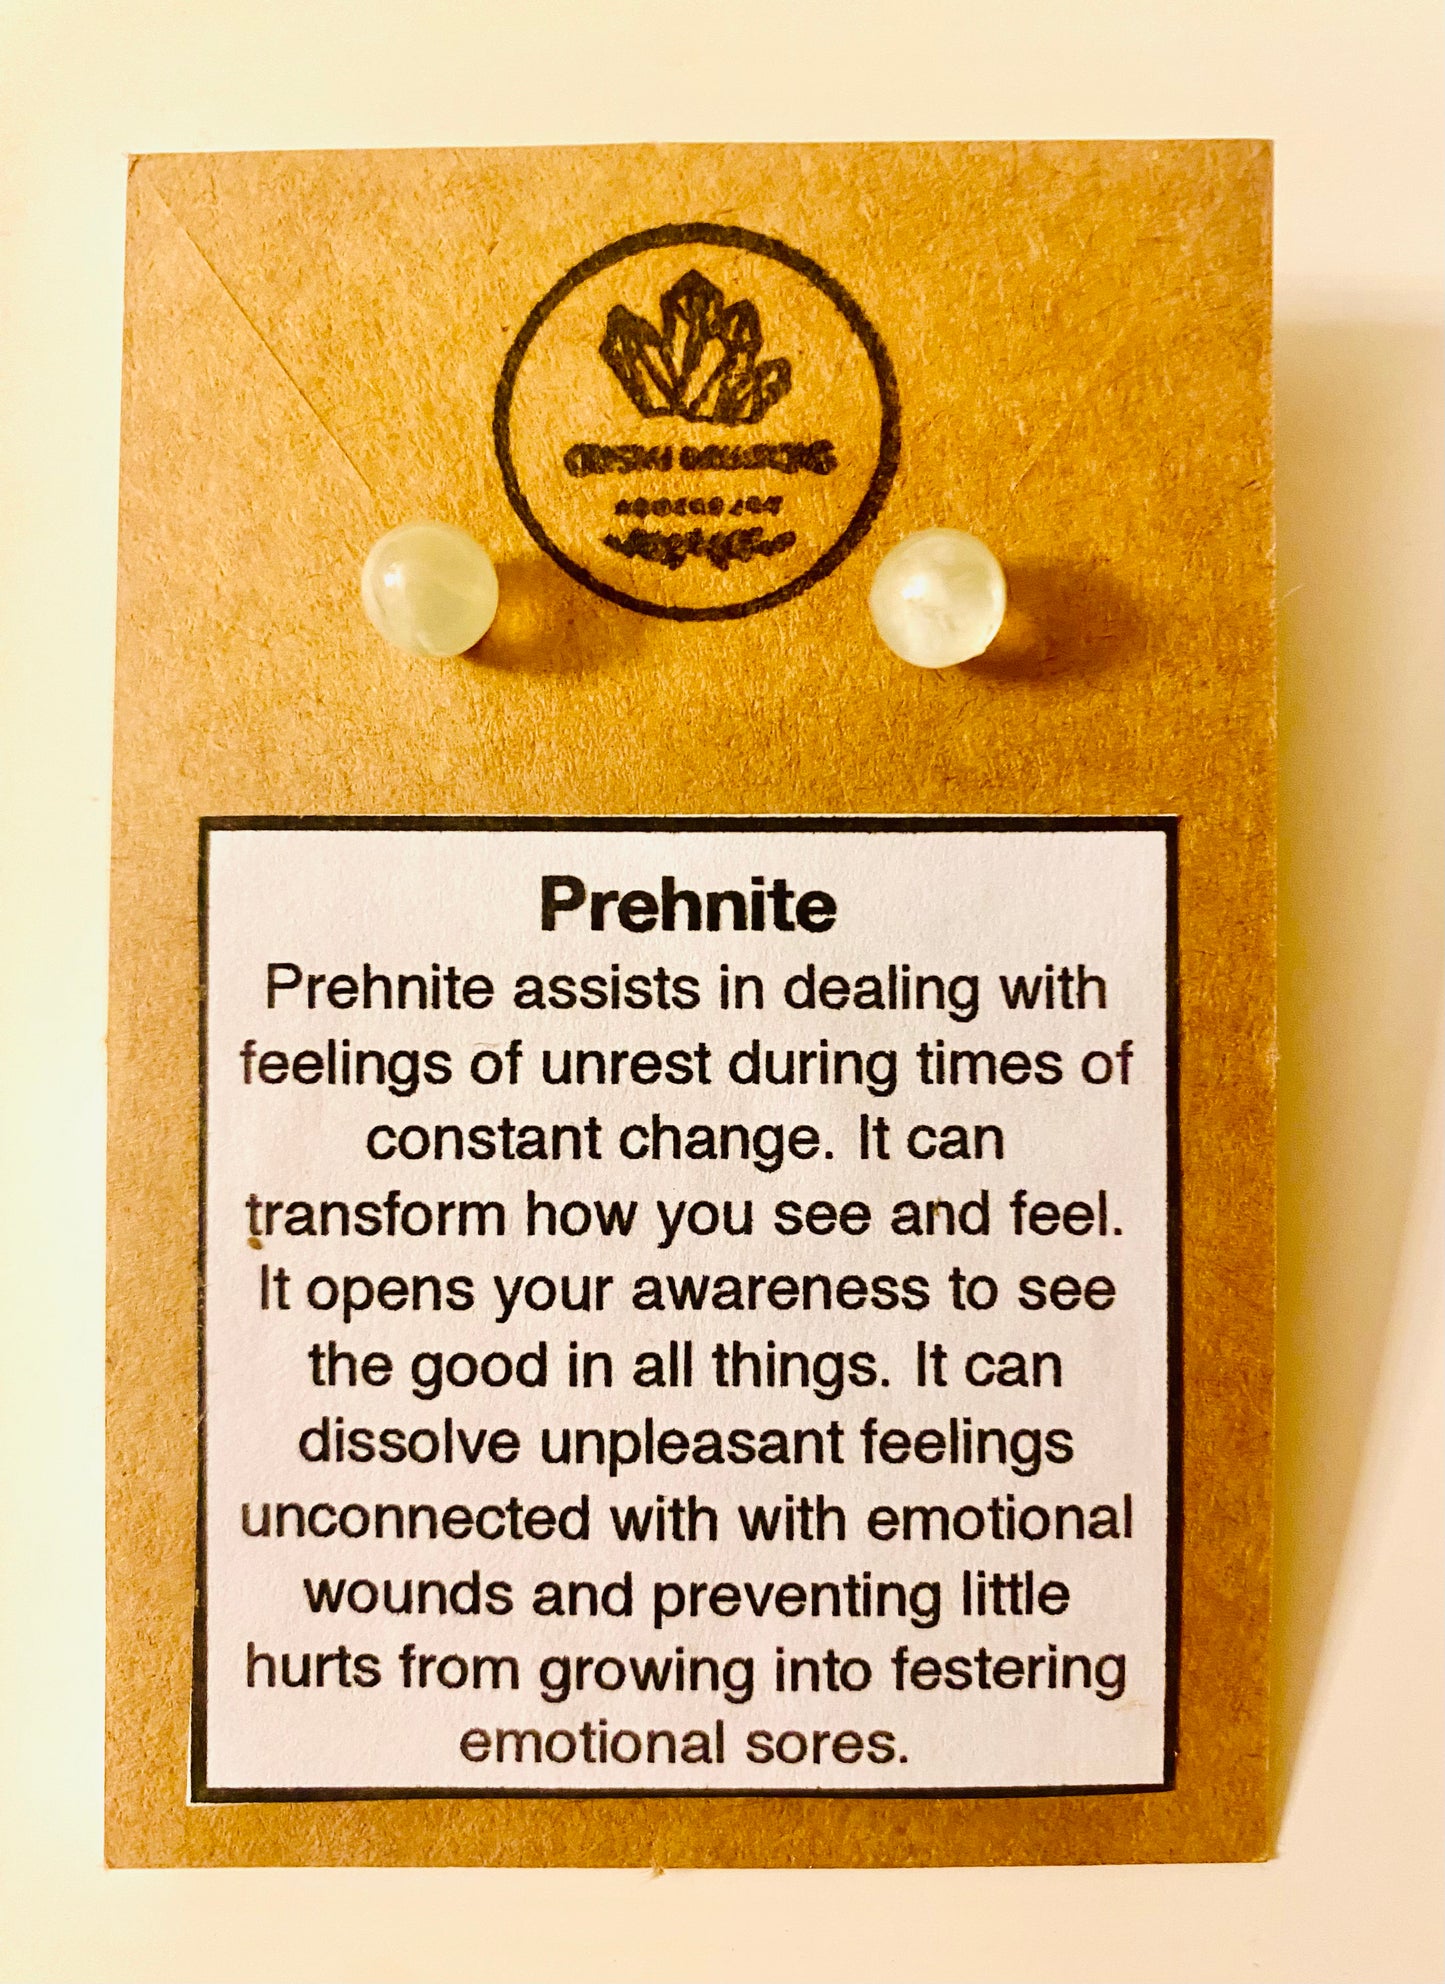 Prehnite
Prehnite assists in dealing with
feelings of unrest during times of
constant change. It can
transform how you see and feel.
It opens your awareness to see
the good in all things. It can
dissolve unpleasant feelings
unconnected with with emotional
wounds and preventing little
hurts from growing into festering
emotional sores.